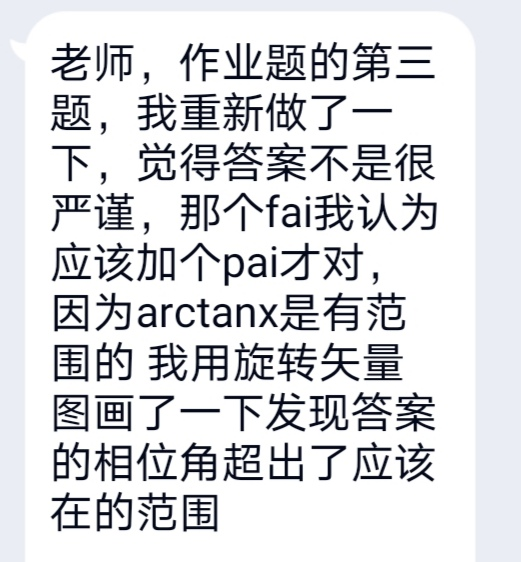 老师，作业题的第三
题，我重新做了一
下，觉得答案不是很
严谨，那个fai我认为
应该加个pai才对，
因为arctanx是有范
围的 我用旋转矢量
图画了一下发现答案
的相位角超出了应该
在的范围